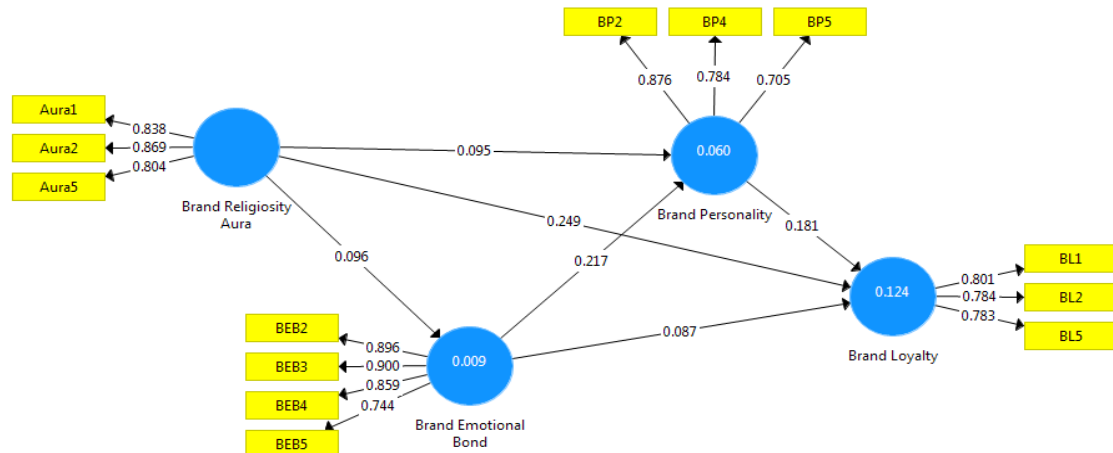 BP2
BP4
BP5
0.876
0.784
0.705
Aura1
Aura2
Aura5
0.838
0.869
0.804
Brand Religiosity
Aura
0.095
0.060
Brand Personality
0.249
0.181
0.096
0.217
0.124
Brand Loyalty
BL1
BL2
BL5
0.801
0.784
0.783
0.087
BEB2
BEB3
BEB4
BEB5
0.896
0.900
0.859
0.744
0.009
Brand Emotional
Bond